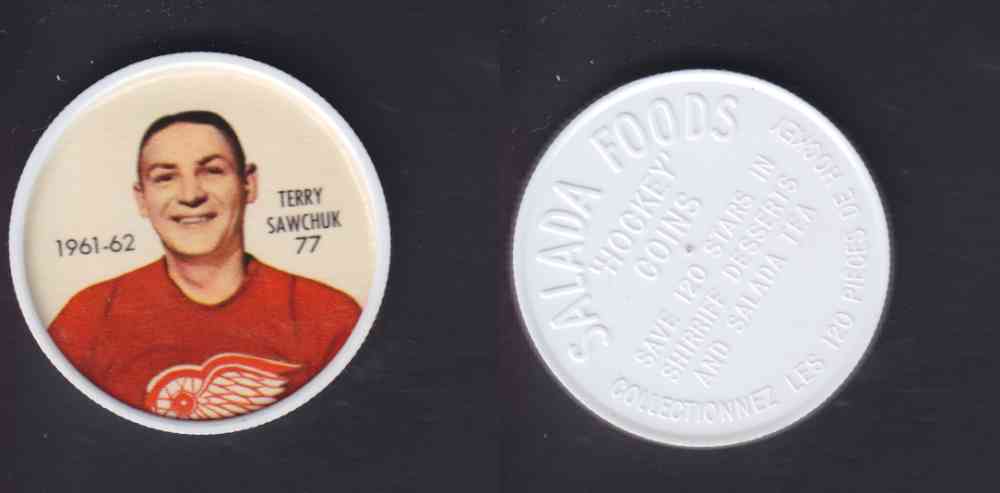 1961-62
TERRY
SAWCHUK
77
SALADA FOODS
"HOCKEY"
COINS
SAVE 120 STARS IN
SHIRRIFF DESSERTS
AND SALADA TEA
COLLECTIONNEZ LES 120 PIECES DE HOCKEY